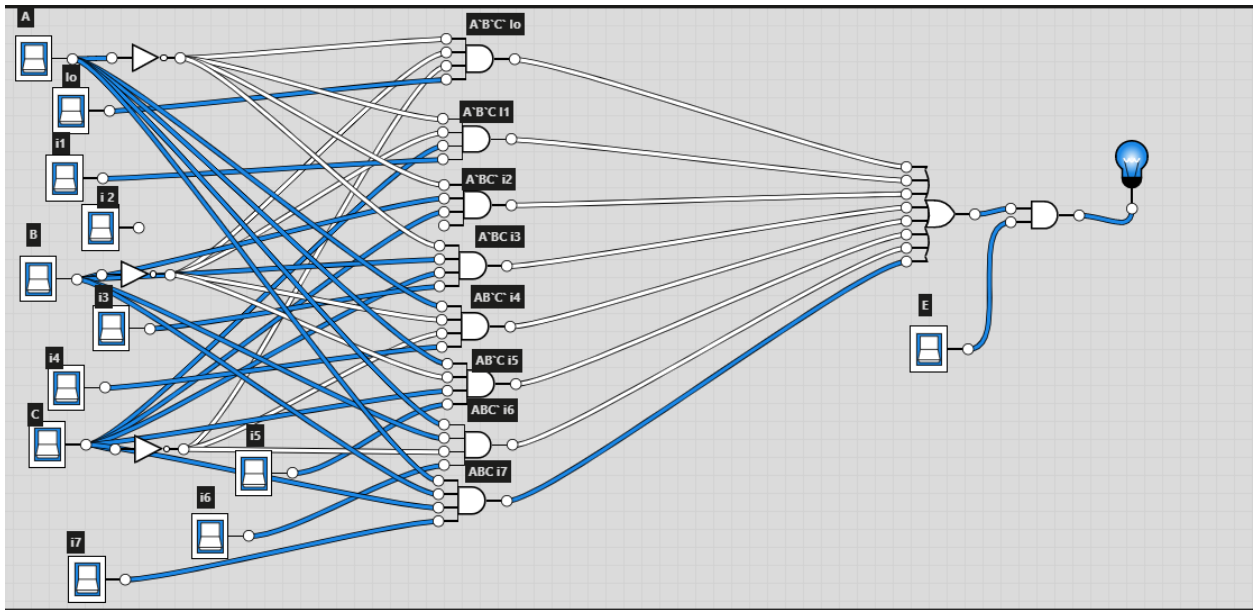 A
A`B`C` Io
Io
A`B`C I1
i1
A`BC` i2
i 2
B
A`BC i3
i3
AB`C` i4
E
i4
AB`C i5
C
ABC` i6
i5
ABC i7
i6
i7